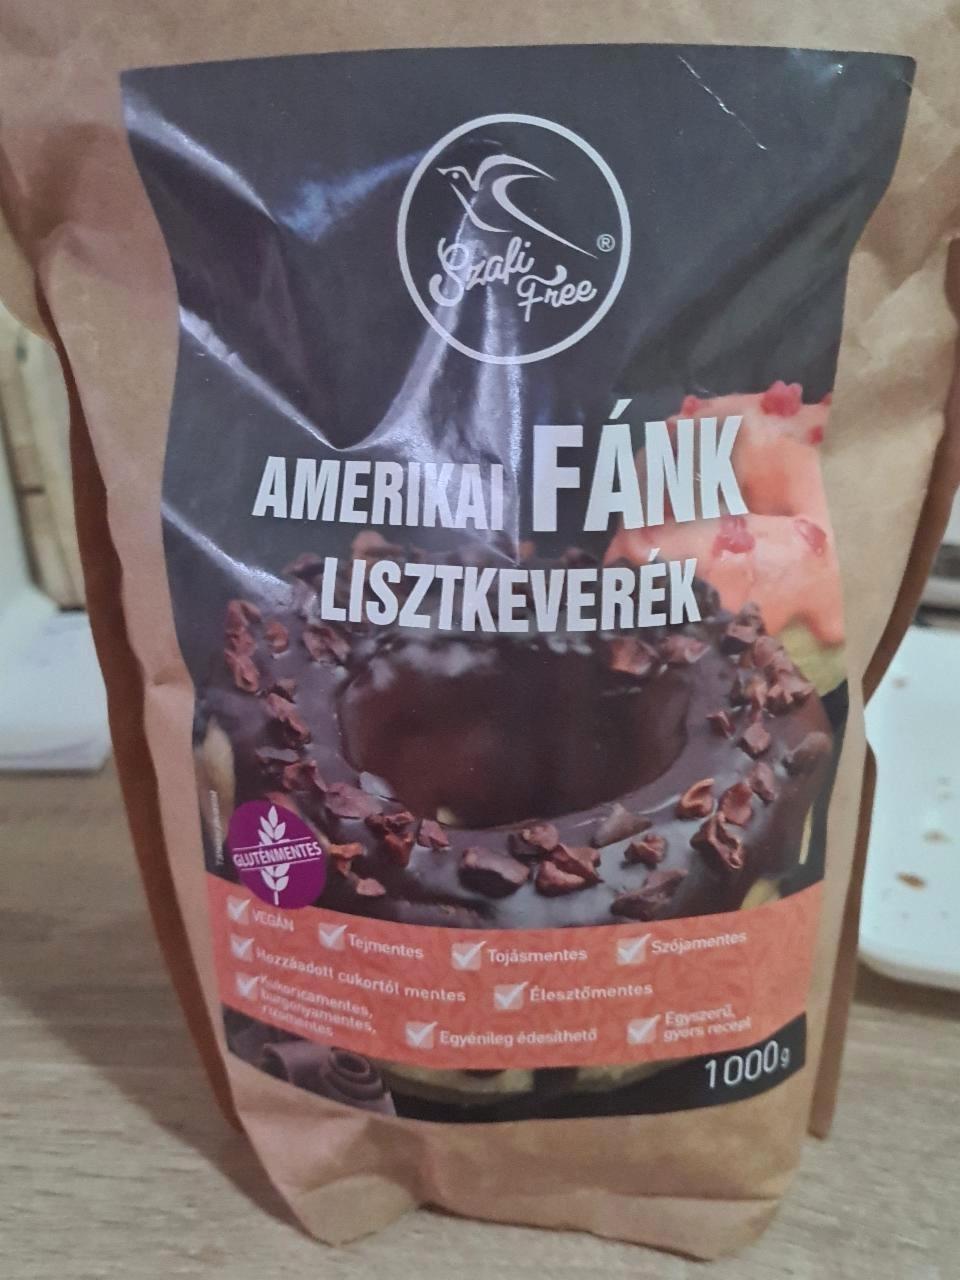 Szafi
Free
®
AMERIKAI FÁNK
LISZTKEVERÉK
GLUTÉNMENTES
VEGÁN
Tejmentes
Tojásmentes
Szójamentes
Hozzáadott cukortól mentes
Élesztőmentes
Kukoricamentes,
burgonyamentes,
rizsmentes
Egyénileg édesíthető
Egyszerű,
gyors recept
1000g